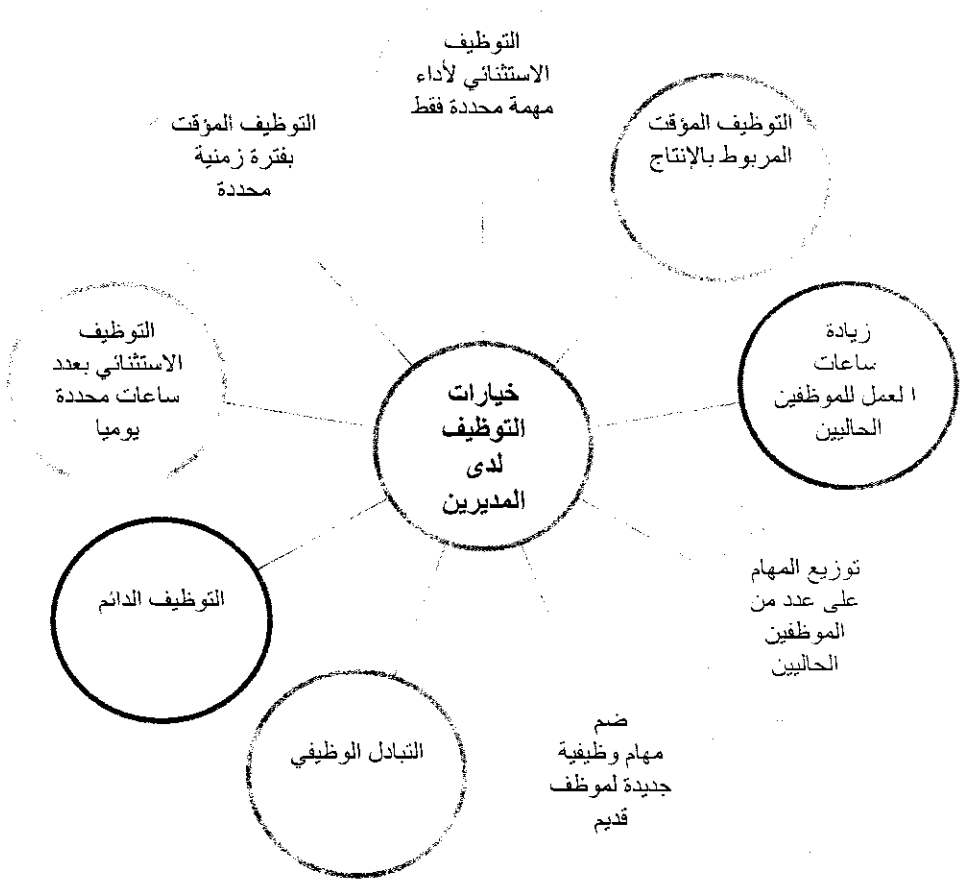 خيارات
التوظيف
لدى
المديرين
التوظيف
الاستثنائي لأداء
مهمة محددة فقط
التوظيف المؤقت
المربوط بالإنتاج
زيادة
ساعات
ا لعمل للموظفين
الحاليين
توزيع المهام
على عدد من
الموظفين
الحاليين
ضم
مهام وظيفية
جديدة لموظف
قديم
التبادل الوظيفي
التوظيف الدائم
التوظيف
الاستثنائي بعدد
ساعات محددة
يوميا
التوظيف المؤقت
بفترة زمنية
محددة